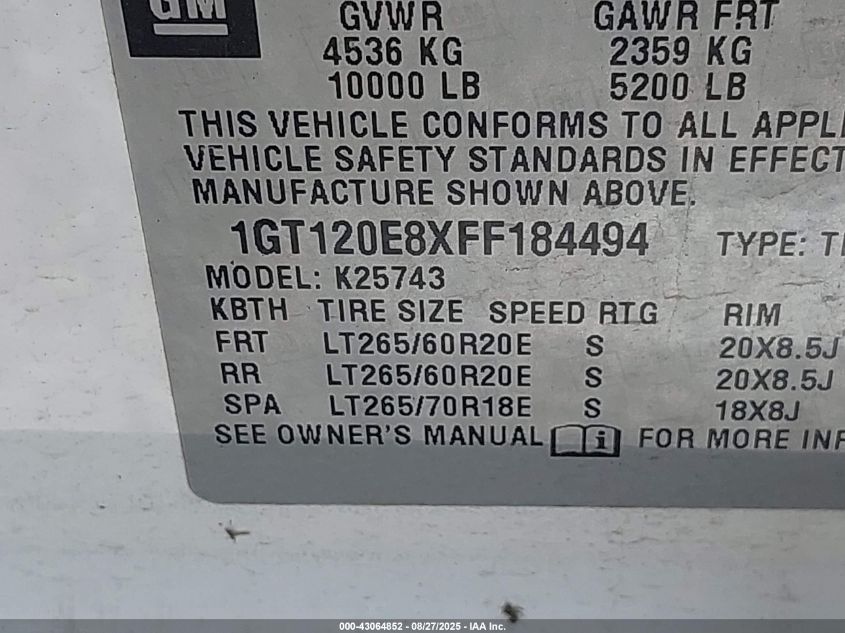 GM
GVWR GAWR FRT
4536 KG 2359 KG
10000 LB 5200 LB
THIS VEHICLE CONFORMS TO ALL APPLI
VEHICLE SAFETY STANDARDS IN EFFECT
MANUFACTURE SHOWN ABOVE.
1GT120E8XFF184494 TYPE: T
MODEL: K25743
KBTH TIRE SIZE SPEED RTG RIM
FRT LT265/60R20E S 20X8.5J
RR LT265/60R20E S 20X8.5J
SPA LT265/70R18E S 18X8J
SEE OWNER'S MANUAL i FOR MORE INF
000-43064852 - 08/27/2025 - IAA Inc.